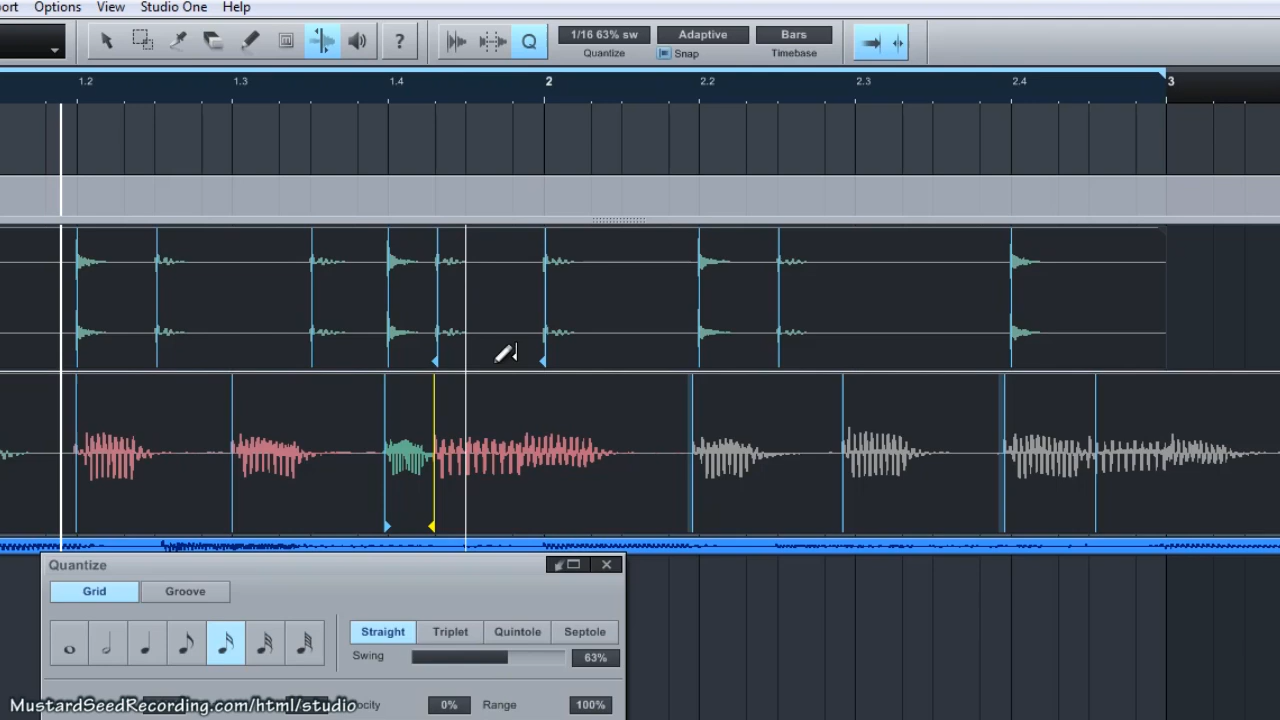 ort Options View Studio One Help
1/16 63% sw Adaptive Bars
Quantize Snap Timebase
1.2 1.3 1.4 2 2.2 2.3 2.4 3
Quantize
Grid Groove
Straight Triplet Quintole Septole
Swing 63%
MustardSeedRecording.com/html/studio ocity 0% Range 100%